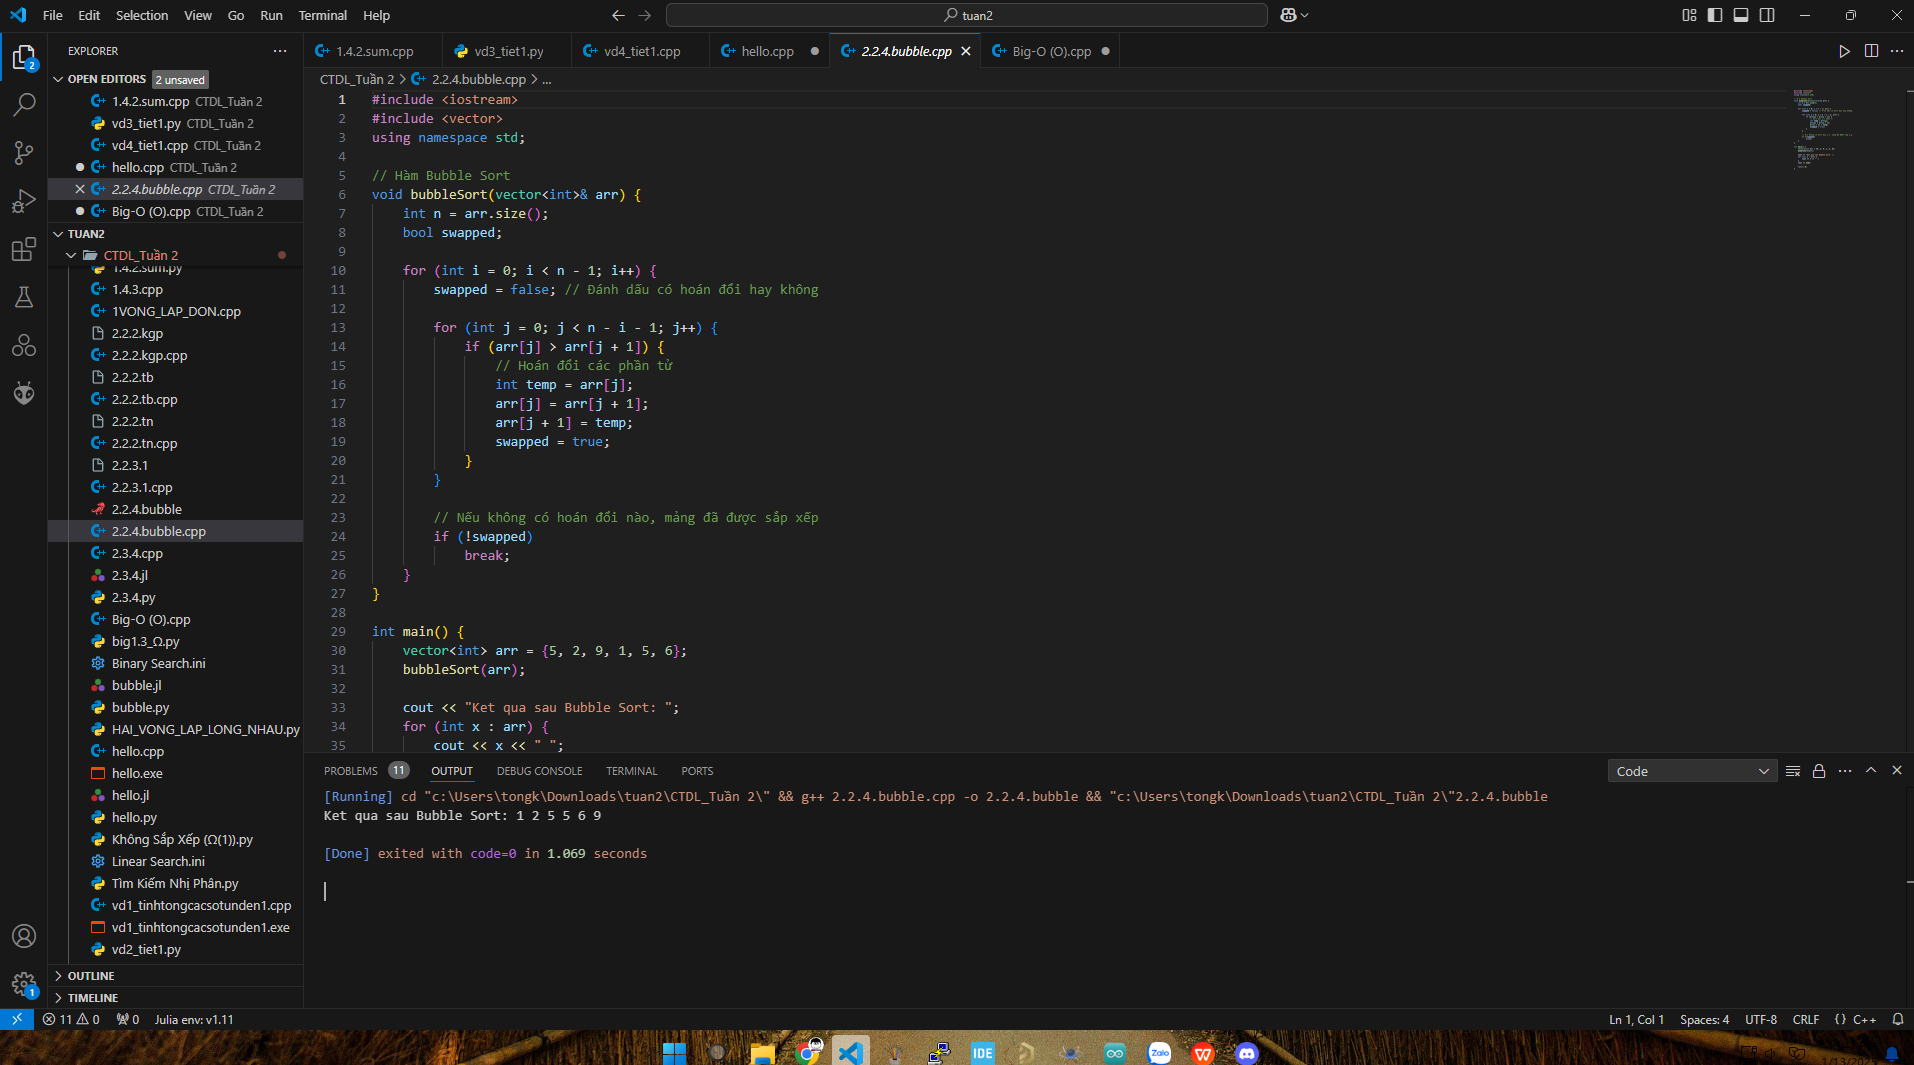 File Edit Selection View Go Run Terminal Help
tuan2
EXPLORER
OPEN EDITORS 2 unsaved
1.4.2.sum.cpp CTDL_Tuần 2
vd3_tiet1.py CTDL_Tuần 2
vd4_tiet1.cpp CTDL_Tuần 2
hello.cpp CTDL_Tuần 2
2.2.4.bubble.cpp CTDL_Tuần 2
Big-O (O).cpp CTDL_Tuần 2
TUAN2
CTDL_Tuần 2
1.4.2.sum.py
1.4.3.cpp
1VONG_LAP_DON.cpp
2.2.2.kgp
2.2.2.kgp.cpp
2.2.2.tb
2.2.2.tb.cpp
2.2.2.tn
2.2.2.tn.cpp
2.2.3.1
2.2.3.1.cpp
2.2.4.bubble
2.2.4.bubble.cpp
2.3.4.cpp
2.3.4.jl
2.3.4.py
Big-O (O).cpp
big1.3_Ω.py
Binary Search.ini
bubble.jl
bubble.py
HAI_VONG_LAP_LONG_NHAU.py
hello.cpp
hello.exe
hello.jl
hello.py
Không Sắp Xếp (Ω(1)).py
Linear Search.ini
Tìm Kiếm Nhị Phân.py
vd1_tinhtongcacsotunden1.cpp
vd1_tinhtongcacsotunden1.exe
vd2_tiet1.py
OUTLINE
TIMELINE
1.4.2.sum.cpp vd3_tiet1.py vd4_tiet1.cpp hello.cpp 2.2.4.bubble.cpp Big-O (O).cpp
CTDL_Tuần 2 > 2.2.4.bubble.cpp > ...
1 #include <iostream>
2 #include <vector>
3 using namespace std;
4
5 // Hàm Bubble Sort
6 void bubbleSort(vector<int>& arr) {
7 int n = arr.size();
8 bool swapped;
9
10 for (int i = 0; i < n - 1; i++) {
11 swapped = false; // Đánh dấu có hoán đổi hay không
12
13 for (int j = 0; j < n - i - 1; j++) {
14 if (arr[j] > arr[j + 1]) {
15 // Hoán đổi các phần tử
16 int temp = arr[j];
17 arr[j] = arr[j + 1];
18 arr[j + 1] = temp;
19 swapped = true;
20 }
21 }
22
23 // Nếu không có hoán đổi nào, mảng đã được sắp xếp
24 if (!swapped)
25 break;
26 }
27 }
28
29 int main() {
30 vector<int> arr = {5, 2, 9, 1, 5, 6};
31 bubbleSort(arr);
32
33 cout << "Ket qua sau Bubble Sort: ";
34 for (int x : arr) {
35 cout << x << " ";
PROBLEMS 11 OUTPUT DEBUG CONSOLE TERMINAL PORTS
Code
[Running] cd "c:\Users\tongk\Downloads\tuan2\CTDL_Tuần 2\" && g++ 2.2.4.bubble.cpp -o 2.2.4.bubble && "c:\Users\tongk\Downloads\tuan2\CTDL_Tuần 2\"2.2.4.bubble
Ket qua sau Bubble Sort: 1 2 5 5 6 9
[Done] exited with code=0 in 1.069 seconds
11 0 0 Julia env: v1.11
Ln 1, Col 1 Spaces: 4 UTF-8 CRLF {} C++
IDE
Zalo